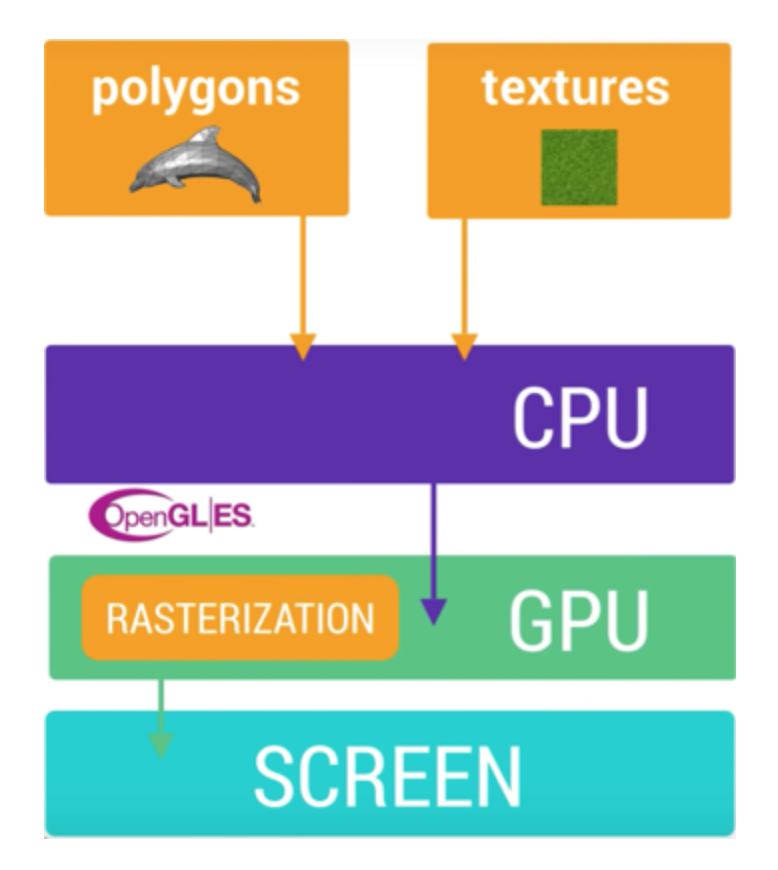 polygons
textures
CPU
OpenGL|ES.
RASTERIZATION
GPU
SCREEN